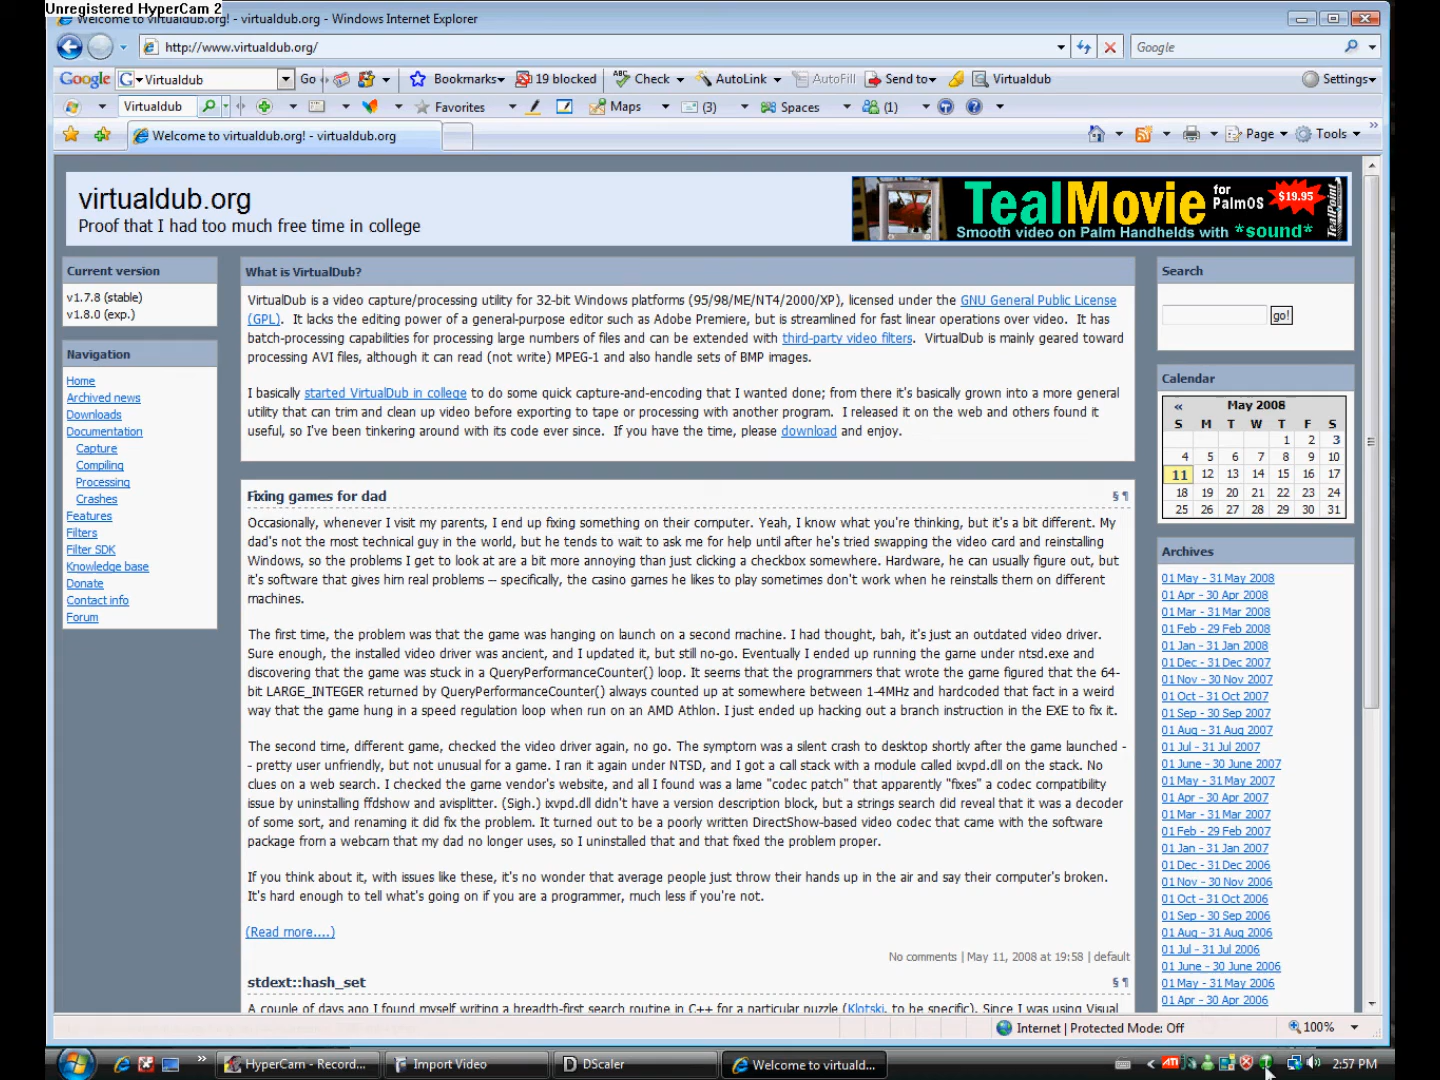 Unregistered HyperCam 2
Welcome to virtualdub.org! - virtualdub.org - Windows Internet Explorer
http://www.virtualdub.org/
Google
Google
Virtualdub
Go
Bookmarks
19 blocked
Check
AutoLink
AutoFill
Send to
Virtualdub
Settings
Virtualdub
Favorites
Maps
(3)
Spaces
(1)
Welcome to virtualdub.org! - virtualdub.org
Page
Tools
virtualdub.org
Proof that I had too much free time in college
TealMovie
for
PalmOS
$19.95
Smooth video on Palm Handhelds with *sound*
TealPoint
Current version
v1.7.8 (stable)
v1.8.0 (exp.)
Navigation
Home
Archived news
Downloads
Documentation
Capture
Compiling
Processing
Crashes
Features
Filters
Filter SDK
Knowledge base
Donate
Contact info
Forum
What is VirtualDub?
VirtualDub is a video capture/processing utility for 32-bit Windows platforms (95/98/ME/NT4/2000/XP), licensed under the GNU General Public License
(GPL). It lacks the editing power of a general-purpose editor such as Adobe Premiere, but is streamlined for fast linear operations over video. It has
batch-processing capabilities for processing large numbers of files and can be extended with third-party video filters. VirtualDub is mainly geared toward
processing AVI files, although it can read (not write) MPEG-1 and also handle sets of BMP images.
I basically started VirtualDub in college to do some quick capture-and-encoding that I wanted done; from there it's basically grown into a more general
utility that can trim and clean up video before exporting to tape or processing with another program. I released it on the web and others found it
useful, so I've been tinkering around with its code ever since. If you have the time, please download and enjoy.
Fixing games for dad
§ ¶
Occasionally, whenever I visit my parents, I end up fixing something on their computer. Yeah, I know what you're thinking, but it's a bit different. My
dad's not the most technical guy in the world, but he tends to wait to ask me for help until after he's tried swapping the video card and reinstalling
Windows, so the problems I get to look at are a bit more annoying than just clicking a checkbox somewhere. Hardware, he can usually figure out, but
it's software that gives him real problems -- specifically, the casino games he likes to play sometimes don't work when he reinstalls them on different
machines.
The first time, the problem was that the game was hanging on launch on a second machine. I had thought, bah, it's just an outdated video driver.
Sure enough, the installed video driver was ancient, and I updated it, but still no-go. Eventually I ended up running the game under ntsd.exe and
discovering that the game was stuck in a QueryPerformanceCounter() loop. It seems that the programmers that wrote the game figured that the 64-
bit LARGE_INTEGER returned by QueryPerformanceCounter() always counted up at somewhere between 1-4MHz and hardcoded that fact in a weird
way that the game hung in a speed regulation loop when run on an AMD Athlon. I just ended up hacking out a branch instruction in the EXE to fix it.
The second time, different game, checked the video driver again, no go. The symptom was a silent crash to desktop shortly after the game launched -
- pretty user unfriendly, but not unusual for a game. I ran it again under NTSD, and I got a call stack with a module called ixvpd.dll on the stack. No
clues on a web search. I checked the game vendor's website, and all I found was a lame "codec patch" that apparently "fixes" a codec compatibility
issue by uninstalling ffdshow and avisplitter. (Sigh.) ixvpd.dll didn't have a version description block, but a strings search did reveal that it was a decoder
of some sort, and renaming it did fix the problem. It turned out to be a poorly written DirectShow-based video codec that came with the software
package from a webcam that my dad no longer uses, so I uninstalled that and that fixed the problem proper.
If you think about it, with issues like these, it's no wonder that average people just throw their hands up in the air and say their computer's broken.
It's hard enough to tell what's going on if you are a programmer, much less if you're not.
(Read more....)
No comments | May 11, 2008 at 19:58 | default
stdext::hash_set
§ ¶
A couple of days ago I found myself writing a breadth-first search routine in C++ for a particular puzzle (Klotski, to be specific). Since I was using Visual
Search
go!
Calendar
« May 2008
S M T W T F S
1 2 3
4 5 6 7 8 9 10
11 12 13 14 15 16 17
18 19 20 21 22 23 24
25 26 27 28 29 30 31
Archives
01 May - 31 May 2008
01 Apr - 30 Apr 2008
01 Mar - 31 Mar 2008
01 Feb - 29 Feb 2008
01 Jan - 31 Jan 2008
01 Dec - 31 Dec 2007
01 Nov - 30 Nov 2007
01 Oct - 31 Oct 2007
01 Sep - 30 Sep 2007
01 Aug - 31 Aug 2007
01 Jul - 31 Jul 2007
01 June - 30 June 2007
01 May - 31 May 2007
01 Apr - 30 Apr 2007
01 Mar - 31 Mar 2007
01 Feb - 29 Feb 2007
01 Jan - 31 Jan 2007
01 Dec - 31 Dec 2006
01 Nov - 30 Nov 2006
01 Oct - 31 Oct 2006
01 Sep - 30 Sep 2006
01 Aug - 31 Aug 2006
01 Jul - 31 Jul 2006
01 June - 30 June 2006
01 May - 31 May 2006
01 Apr - 30 Apr 2006
Internet | Protected Mode: Off
100%
HyperCam - Record...
Import Video
DScaler
Welcome to virtuald...
ATI
2:57 PM